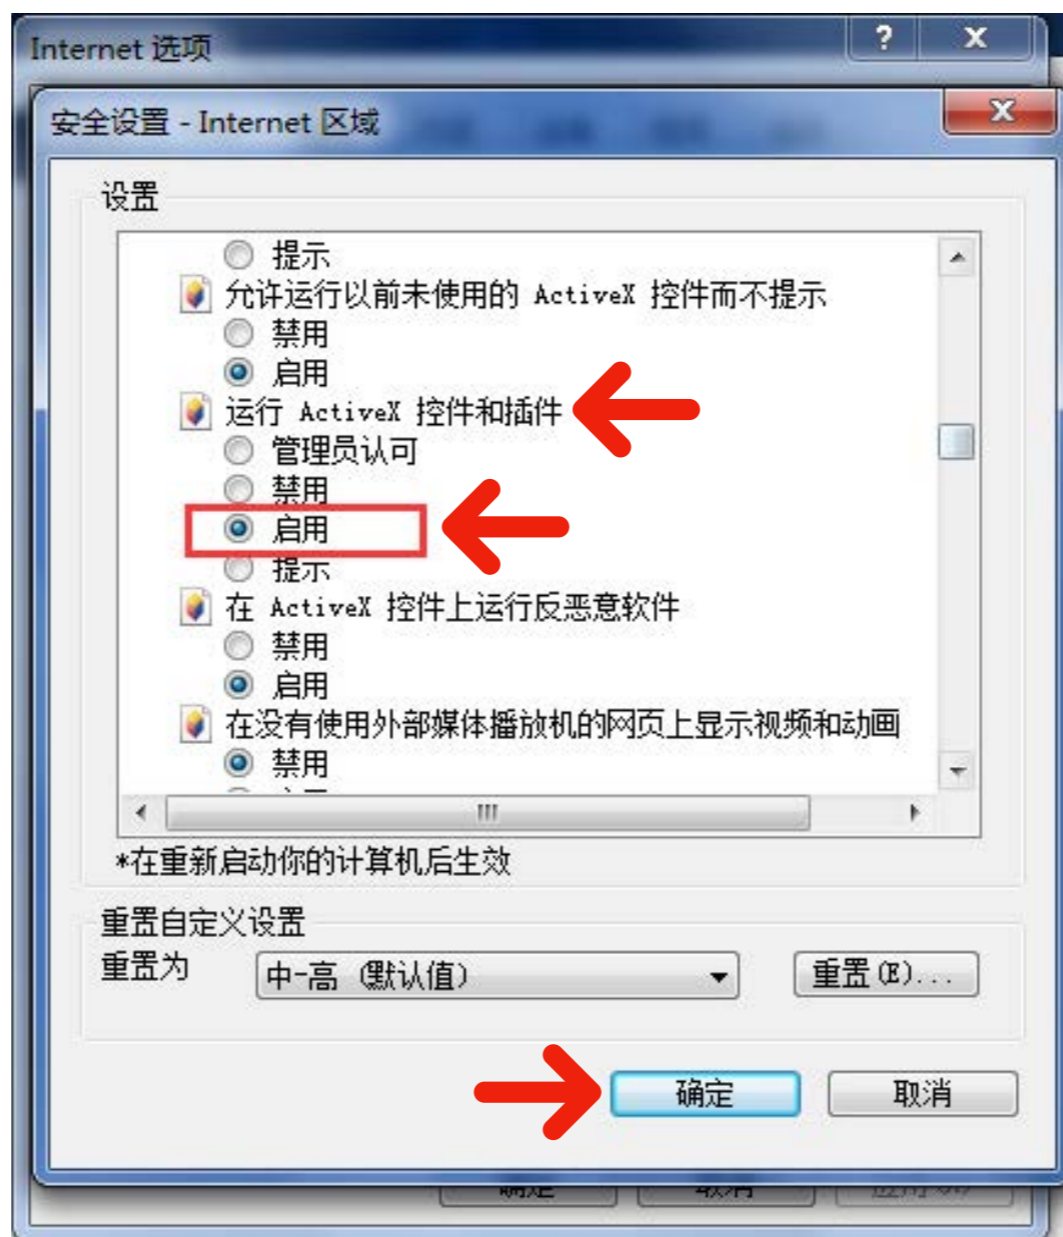 Internet 选项
安全设置 - Internet 区域
设置
提示
允许运行以前未使用的 ActiveX 控件而不提示
禁用
启用
运行 ActiveX 控件和插件
管理员认可
禁用
启用
提示
在 ActiveX 控件上运行反恶意软件
禁用
启用
在没有使用外部媒体播放机的网页上显示视频和动画
禁用
*在重新启动你的计算机后生效
重置自定义设置
重置为
中-高 (默认值)
重置(E)...
确定
取消